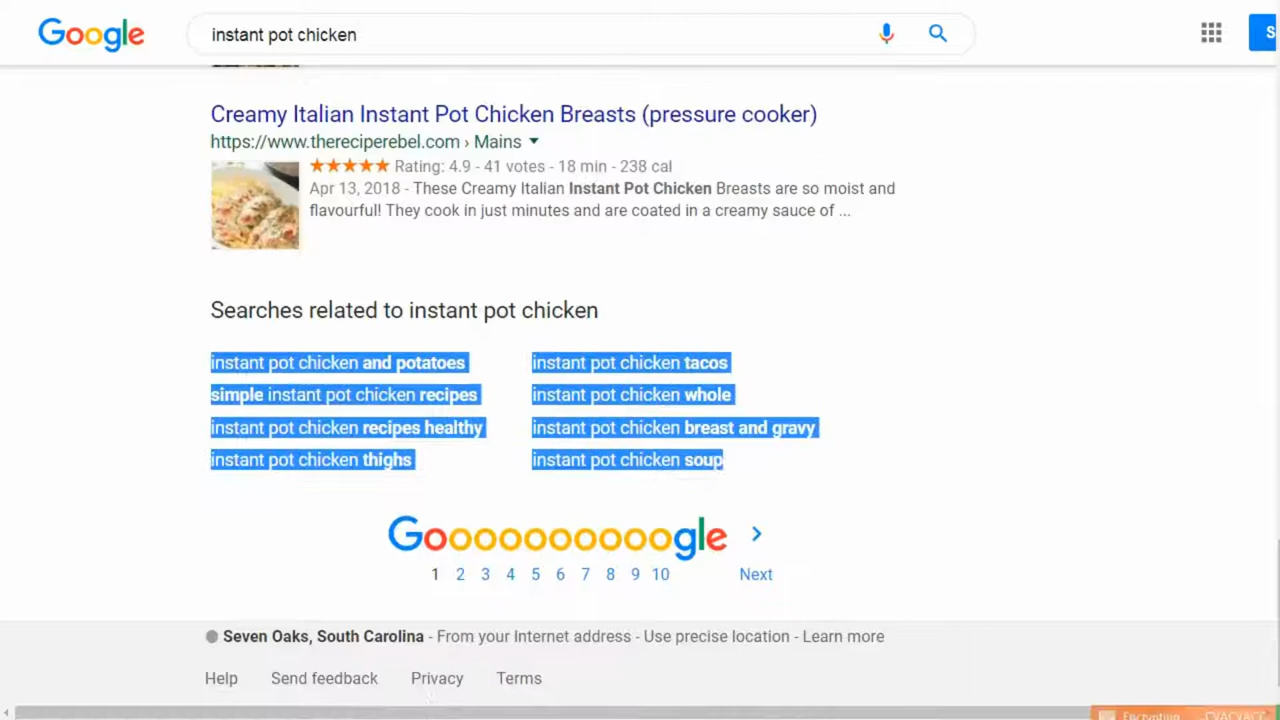 Google
instant pot chicken
S
Creamy Italian Instant Pot Chicken Breasts (pressure cooker)
https://www.thereciperebel.com › Mains
Rating: 4.9 - 41 votes - 18 min - 238 cal
Apr 13, 2018 - These Creamy Italian Instant Pot Chicken Breasts are so moist and
flavourful! They cook in just minutes and are coated in a creamy sauce of ...
Searches related to instant pot chicken
instant pot chicken and potatoes
instant pot chicken tacos
simple instant pot chicken recipes
instant pot chicken whole
instant pot chicken recipes healthy
instant pot chicken breast and gravy
instant pot chicken thighs
instant pot chicken soup
Goooooooooogle
1 2 3 4 5 6 7 8 9 10 Next
Seven Oaks, South Carolina - From your Internet address - Use precise location - Learn more
Help Send feedback Privacy Terms